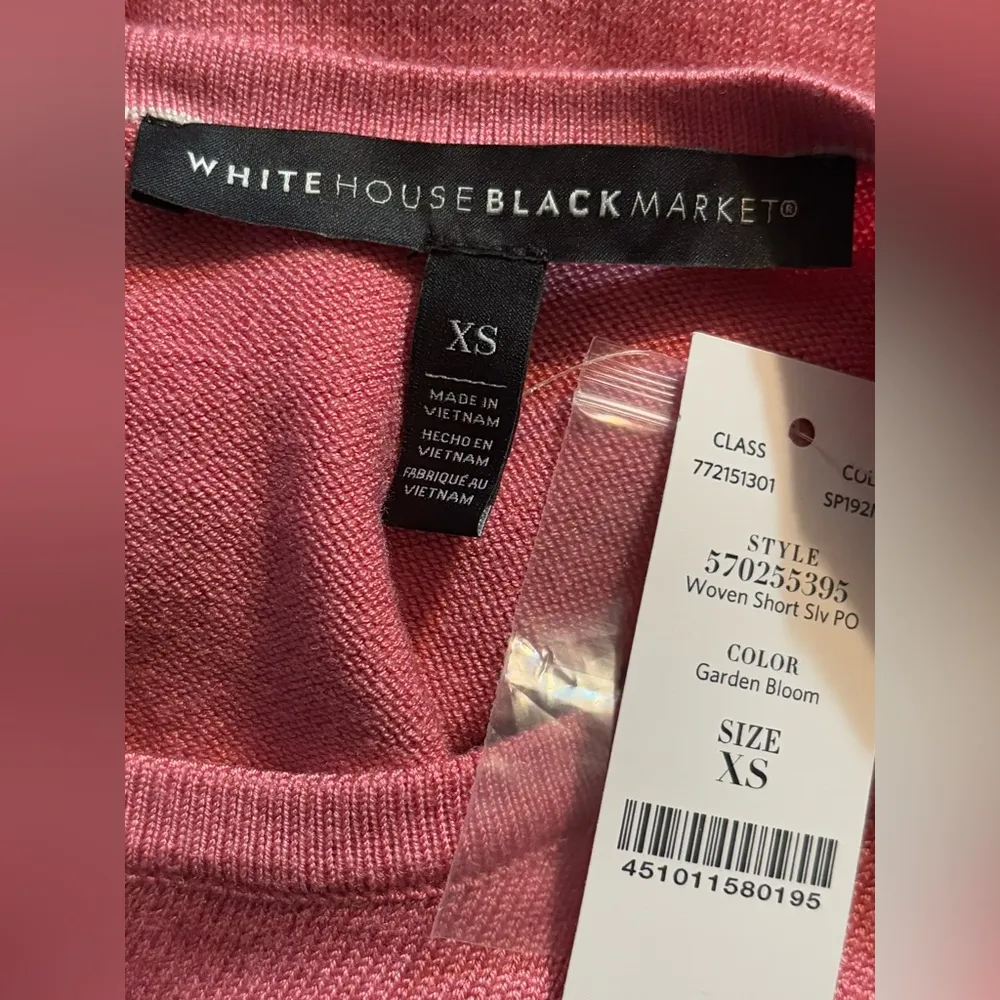 WHITE HOUSE BLACK MARKET®
XS
MADE IN
VIETNAM
HECHO EN
VIETNAM
FABRIQUÉ AU
VIETNAM
CLASS
772151301
STYLE
570255395
Woven Short Slv PO
COLOR
Garden Bloom
SIZE
XS
451011580195